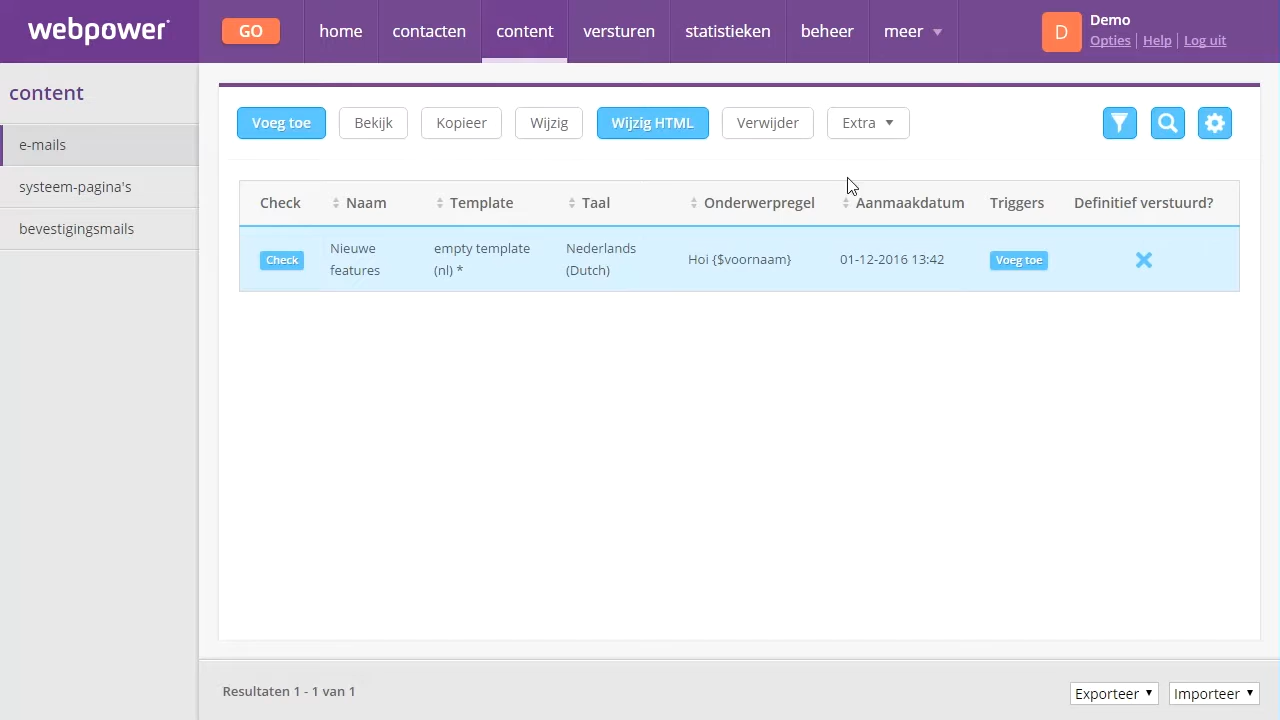 webpower
GO
home
contacten
content
versturen
statistieken
beheer
meer
D
Demo
Opties
Help
Log uit
content
e-mails
systeem-pagina's
bevestigingsmails
Voeg toe
Bekijk
Kopieer
Wijzig
Wijzig HTML
Verwijder
Extra
Check
Naam
Template
Taal
Onderwerpregel
Aanmaakdatum
Triggers
Definitief verstuurd?
Check
Nieuwe
features
empty template
(nl) *
Nederlands
(Dutch)
Hoi {$voornaam}
01-12-2016 13:42
Voeg toe
Resultaten 1 - 1 van 1
Exporteer
Importeer